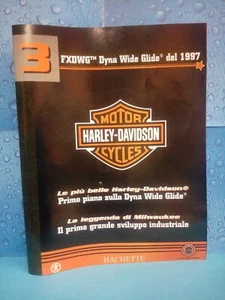 3
FXDWG™ Dyna Wide Glide® del 1997
MOTOR
HARLEY-DAVIDSON
CYCLES
Le più belle Harley-Davidson®
Primo piano sulla Dyna Wide Glide®
La leggenda di Milwaukee
Il primo grande sviluppo industriale
HACHETTE
®